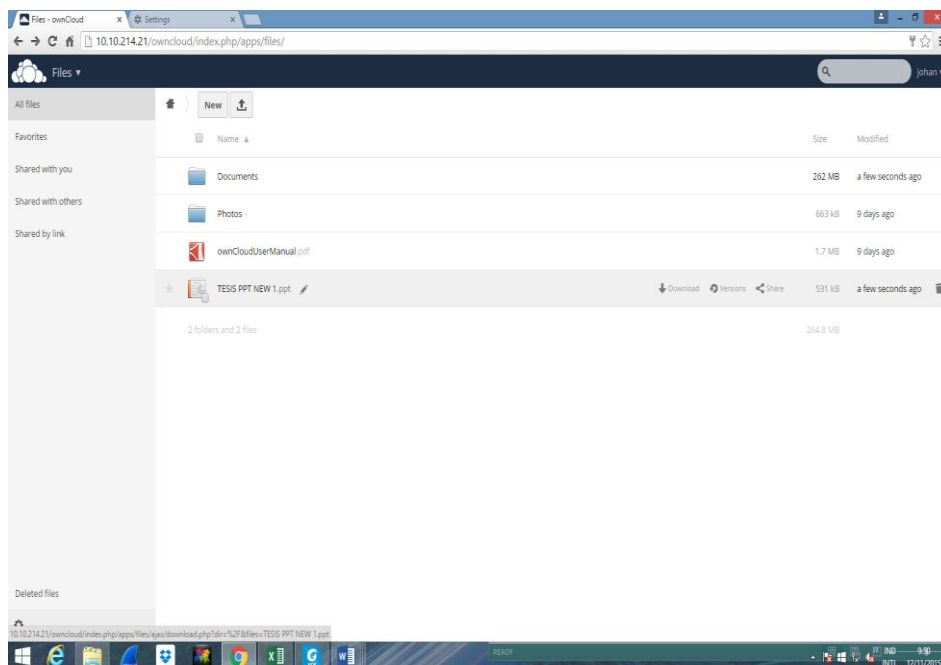 Files - ownCloud x Settings x
10.10.214.21/owncloud/index.php/apps/files/
Files johan
All files
New
Favorites
Name Size Modified
Shared with you
Documents 262 MB a few seconds ago
Shared with others
Photos 663 kB 9 days ago
Shared by link
ownCloudUserManual.pdf 1.7 MB 9 days ago
TESIS PPT NEW 1.ppt Download Versions Share 531 kB a few seconds ago
2 folders and 2 files 264.8 MB
Deleted files
10.10.214.21/owncloud/index.php/apps/files/ajax/download.php?dir=%2F&files=TESIS PPT NEW 1.ppt
READY
IND 9:50
INTL